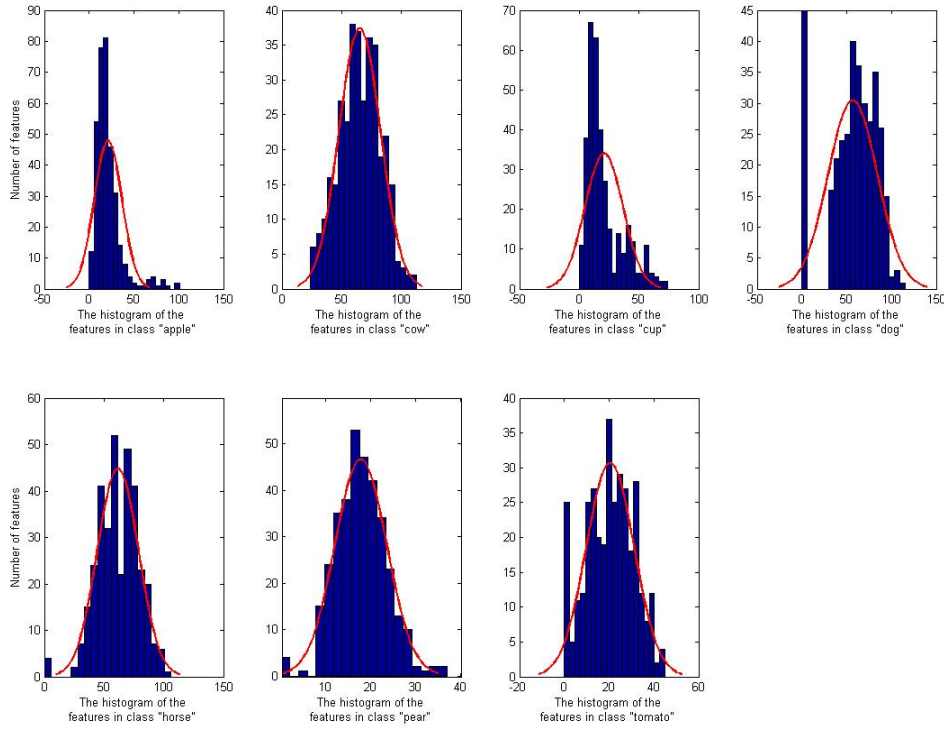 90
80
70
60
50
40
30
20
10
0
-50 0 50 100 150
Number of features
The histogram of the
features in class "apple"
40
35
30
25
20
15
10
5
0
0 50 100 150
The histogram of the
features in class "cow"
70
60
50
40
30
20
10
0
-50 0 50 100
The histogram of the
features in class "cup"
45
40
35
30
25
20
15
10
5
0
-50 0 50 100 150
The histogram of the
features in class "dog"
60
50
40
30
20
10
0
0 50 100 150
Number of features
The histogram of the
features in class "horse"
50
40
30
20
10
0
20 40
10 30
The histogram of the
features in class "pear"
40
35
30
25
20
15
10
5
0
-20 0 20 40 60
The histogram of the
features in class "tomato"